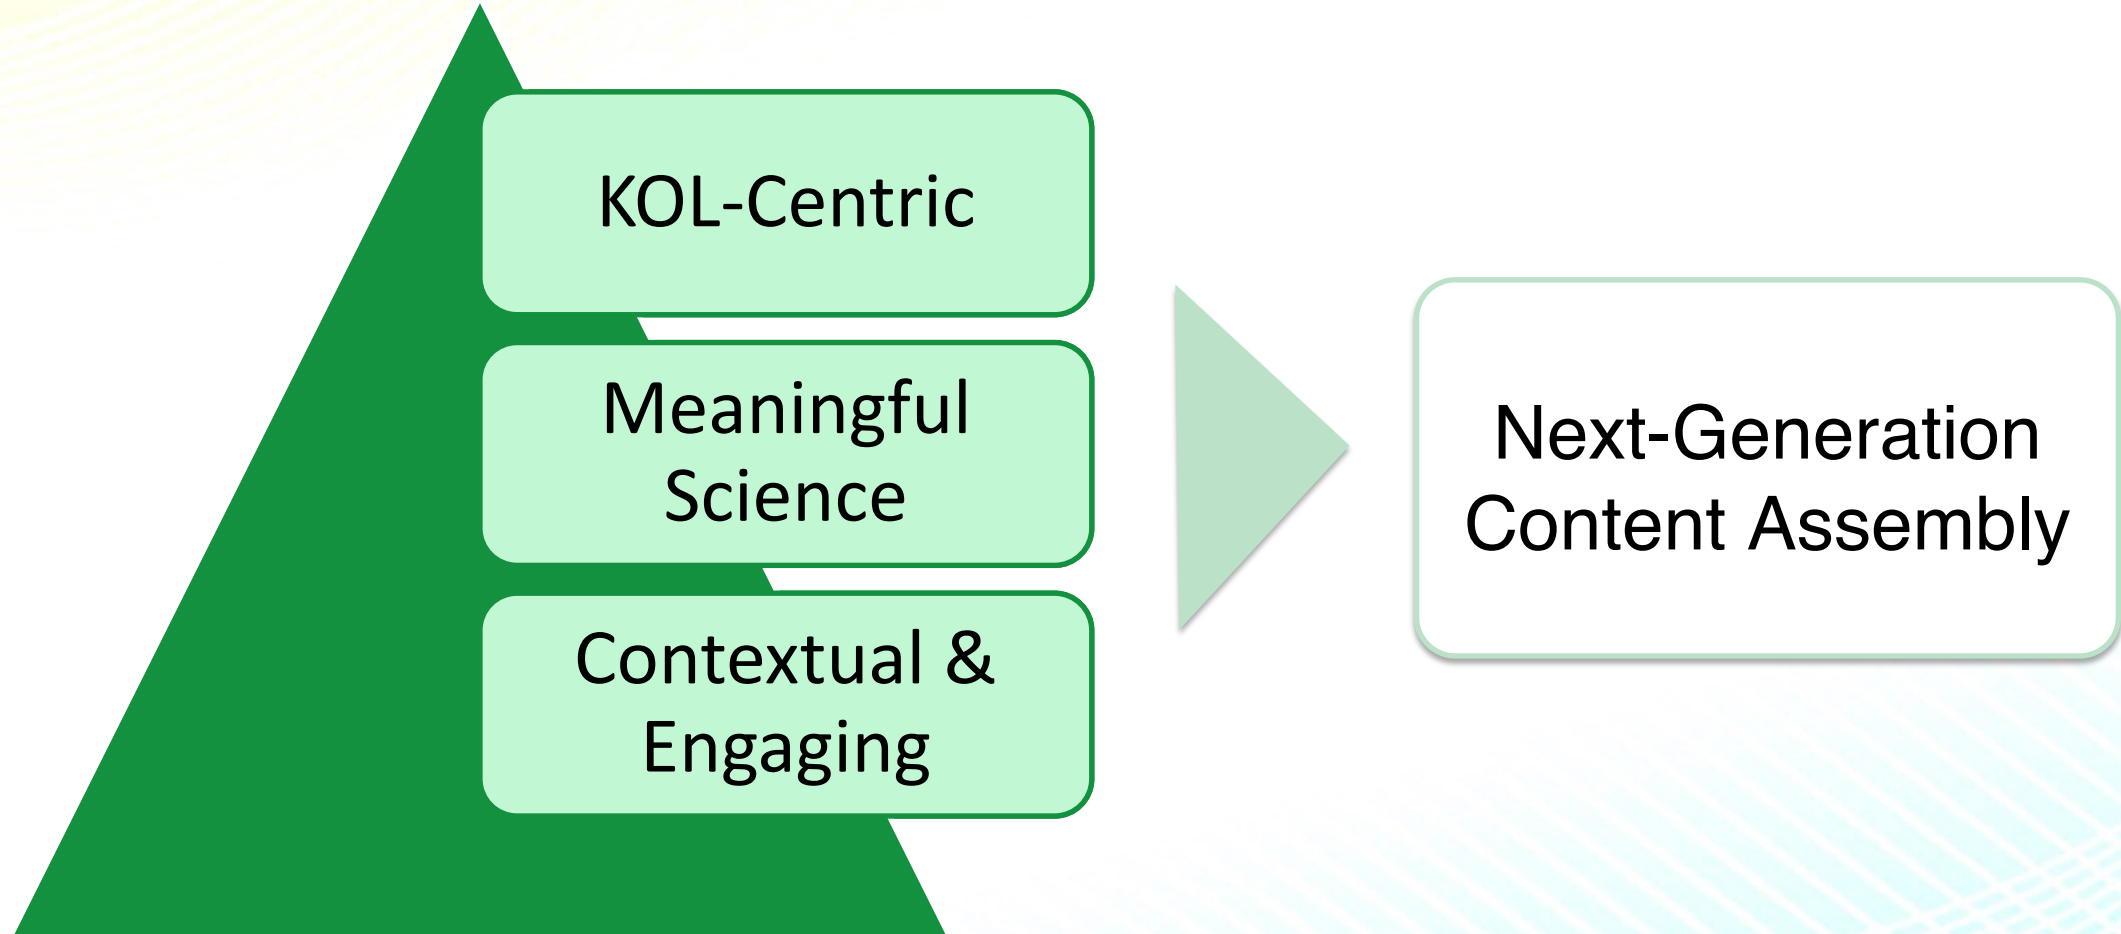 KOL-Centric
Meaningful
Science
Contextual &
Engaging
Next-Generation
Content Assembly